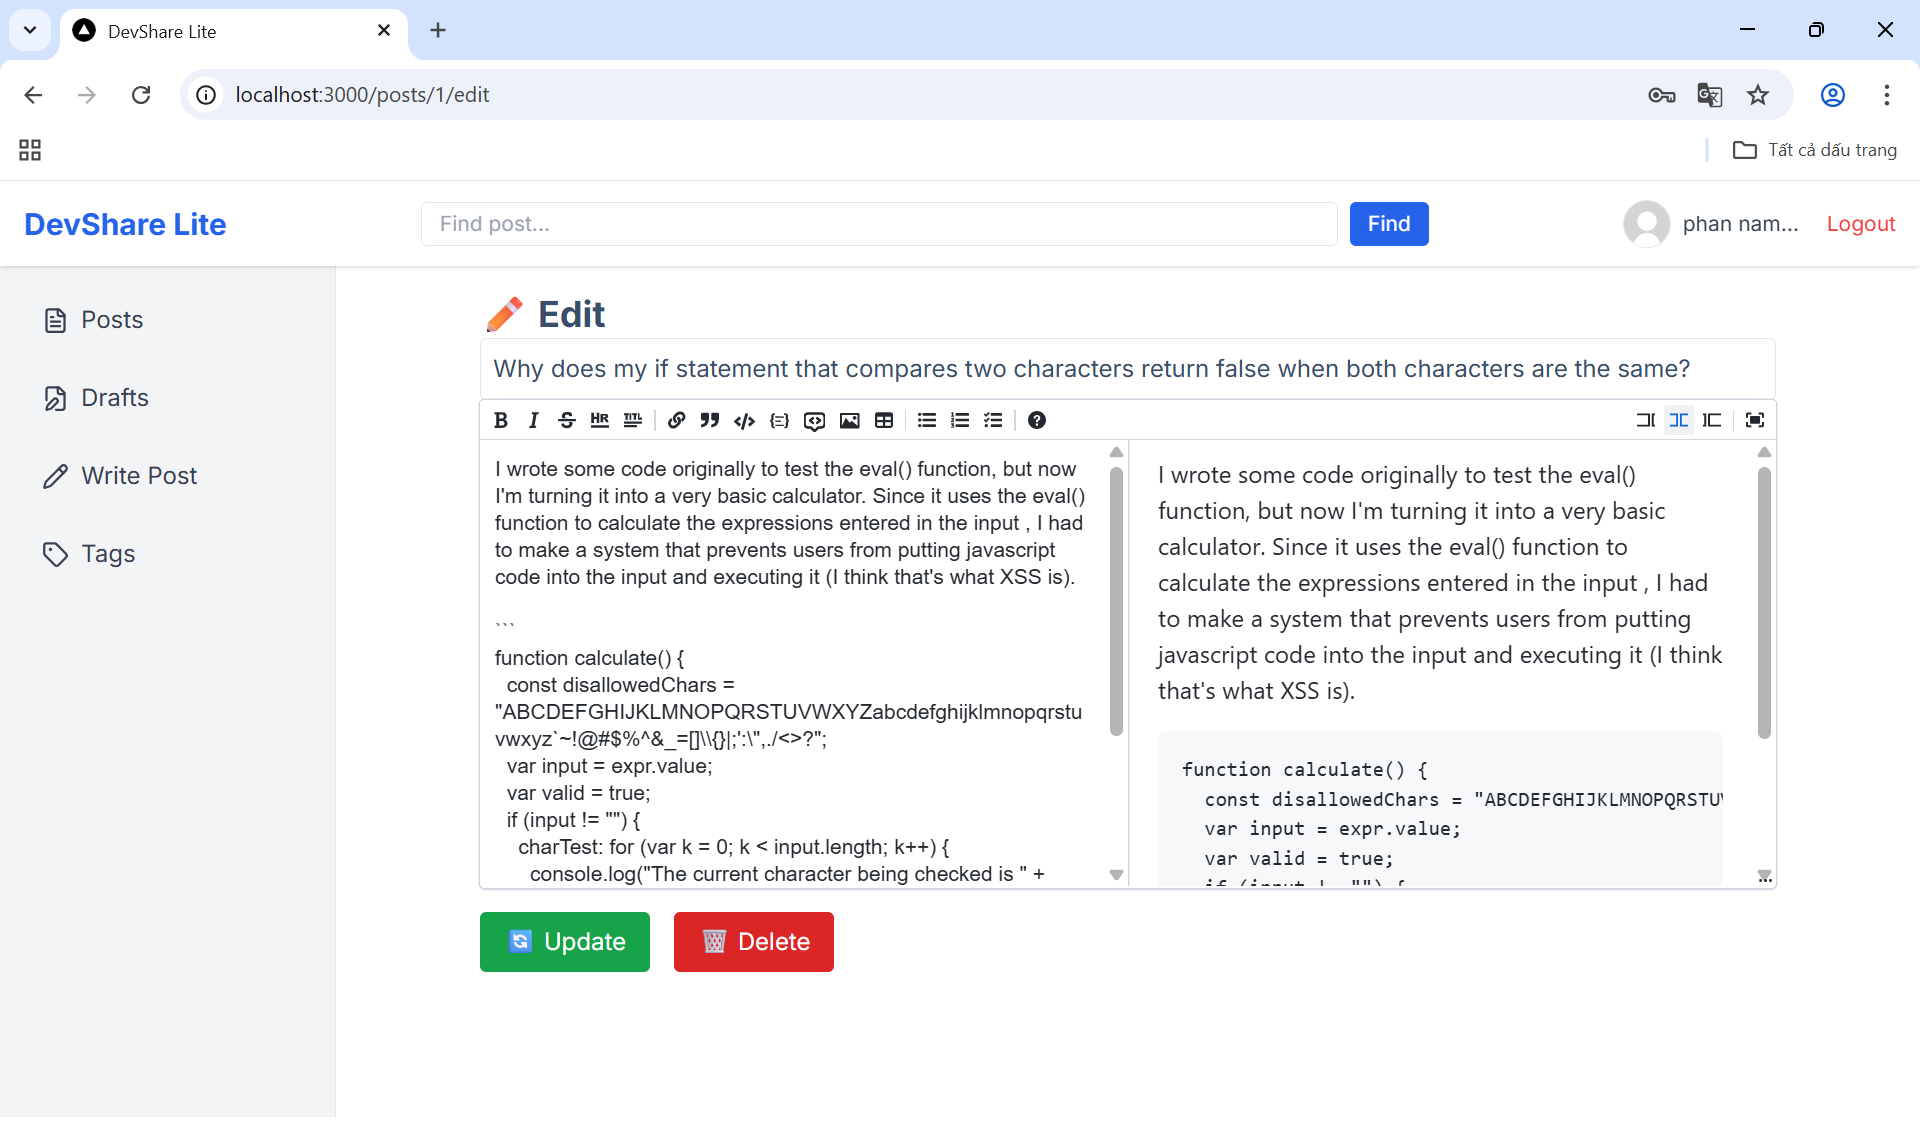 DevShare Lite
localhost:3000/posts/1/edit
Tất cả dấu trang
DevShare Lite
Find post...
Find
phan nam...
Logout
Posts
Drafts
Write Post
Tags
Edit
Why does my if statement that compares two characters return false when both characters are the same?
I wrote some code originally to test the eval() function, but now
I'm turning it into a very basic calculator. Since it uses the eval()
function to calculate the expressions entered in the input , I had
to make a system that prevents users from putting javascript
code into the input and executing it (I think that's what XSS is).
```
function calculate() {
const disallowedChars =
"ABCDEFGHIJKLMNOPQRSTUVWXYZabcdefghijklmnopqrstu
vwxyz`~!@#$%^&_=[]\\{}|;':\",./<>?";
var input = expr.value;
var valid = true;
if (input != "") {
charTest: for (var k = 0; k < input.length; k++) {
console.log("The current character being checked is " +
I wrote some code originally to test the eval()
function, but now I'm turning it into a very basic
calculator. Since it uses the eval() function to
calculate the expressions entered in the input , I had
to make a system that prevents users from putting
javascript code into the input and executing it (I think
that's what XSS is).
function calculate() {
const disallowedChars = "ABCDEFGHIJKLMNOPQRSTU
var input = expr.value;
var valid = true;
if (input != "") {
Update
Delete